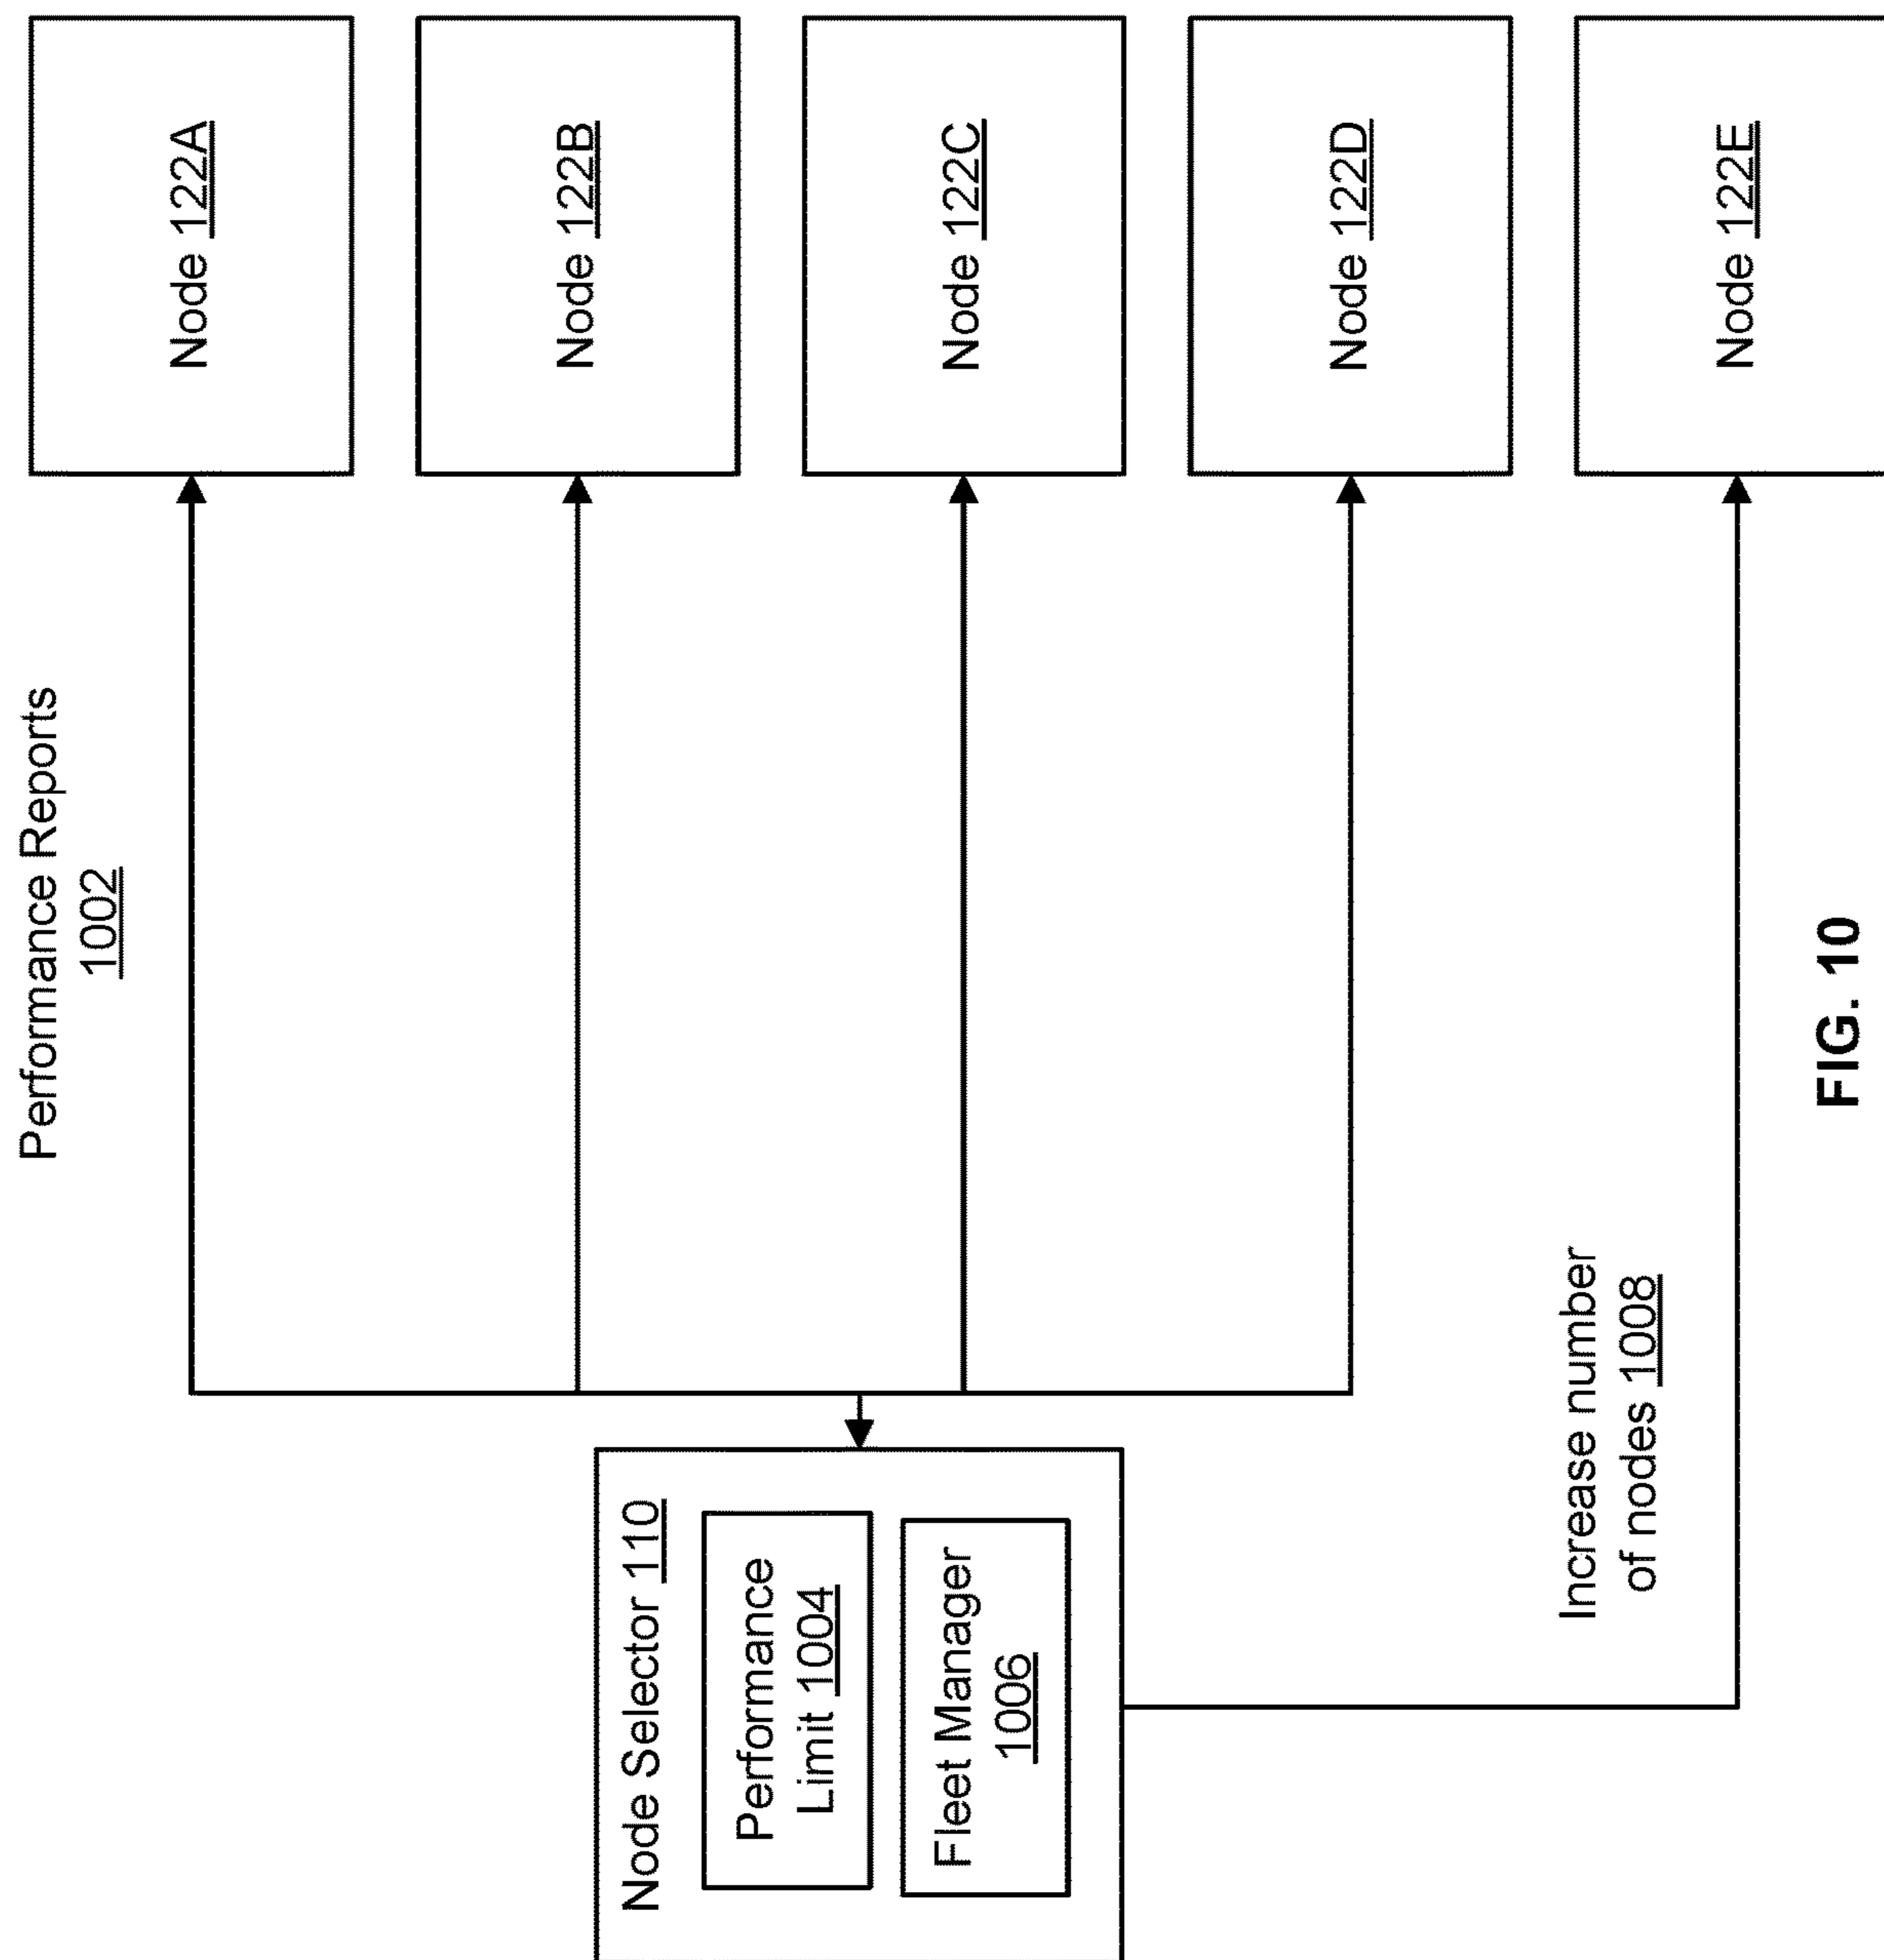 Performance Reports
1002
Node 122A
Node 122B
Node 122C
Node 122D
Node 122E
Node Selector 110
Performance
Limit 1004
Fleet Manager
1006
Increase number
of nodes 1008
FIG. 10